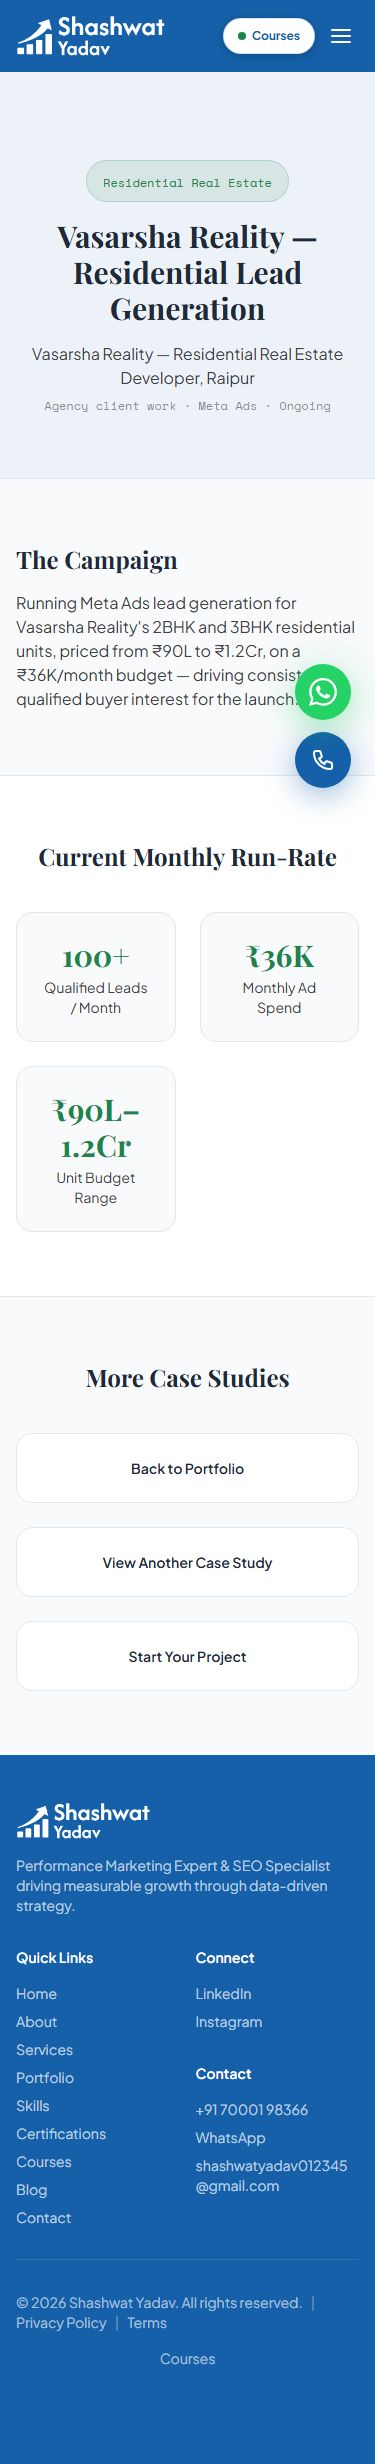 Shashwat
Yadav
Courses
Residential Real Estate
Vasarsha Reality —
Residential Lead
Generation
Vasarsha Reality — Residential Real Estate
Developer, Raipur
Agency client work · Meta Ads · Ongoing
The Campaign
Running Meta Ads lead generation for
Vasarsha Reality's 2BHK and 3BHK residential
units, priced from ₹90L to ₹1.2Cr, on a
₹36K/month budget — driving
qualified buyer interest for the launch.
Current Monthly Run-Rate
100+
Qualified Leads
/ Month
₹36K
Monthly Ad
Spend
₹90L–
1.2Cr
Unit Budget
Range
More Case Studies
Back to Portfolio
View Another Case Study
Start Your Project
Shashwat
Yadav
Performance Marketing Expert & SEO Specialist
driving measurable growth through data-driven
strategy.
Quick Links
Home
About
Services
Portfolio
Skills
Certifications
Courses
Blog
Contact
Connect
LinkedIn
Instagram
Contact
+91 70001 98366
WhatsApp
shashwatyadav012345
@gmail.com
© 2026 Shashwat Yadav. All rights reserved. |
Privacy Policy | Terms
Courses